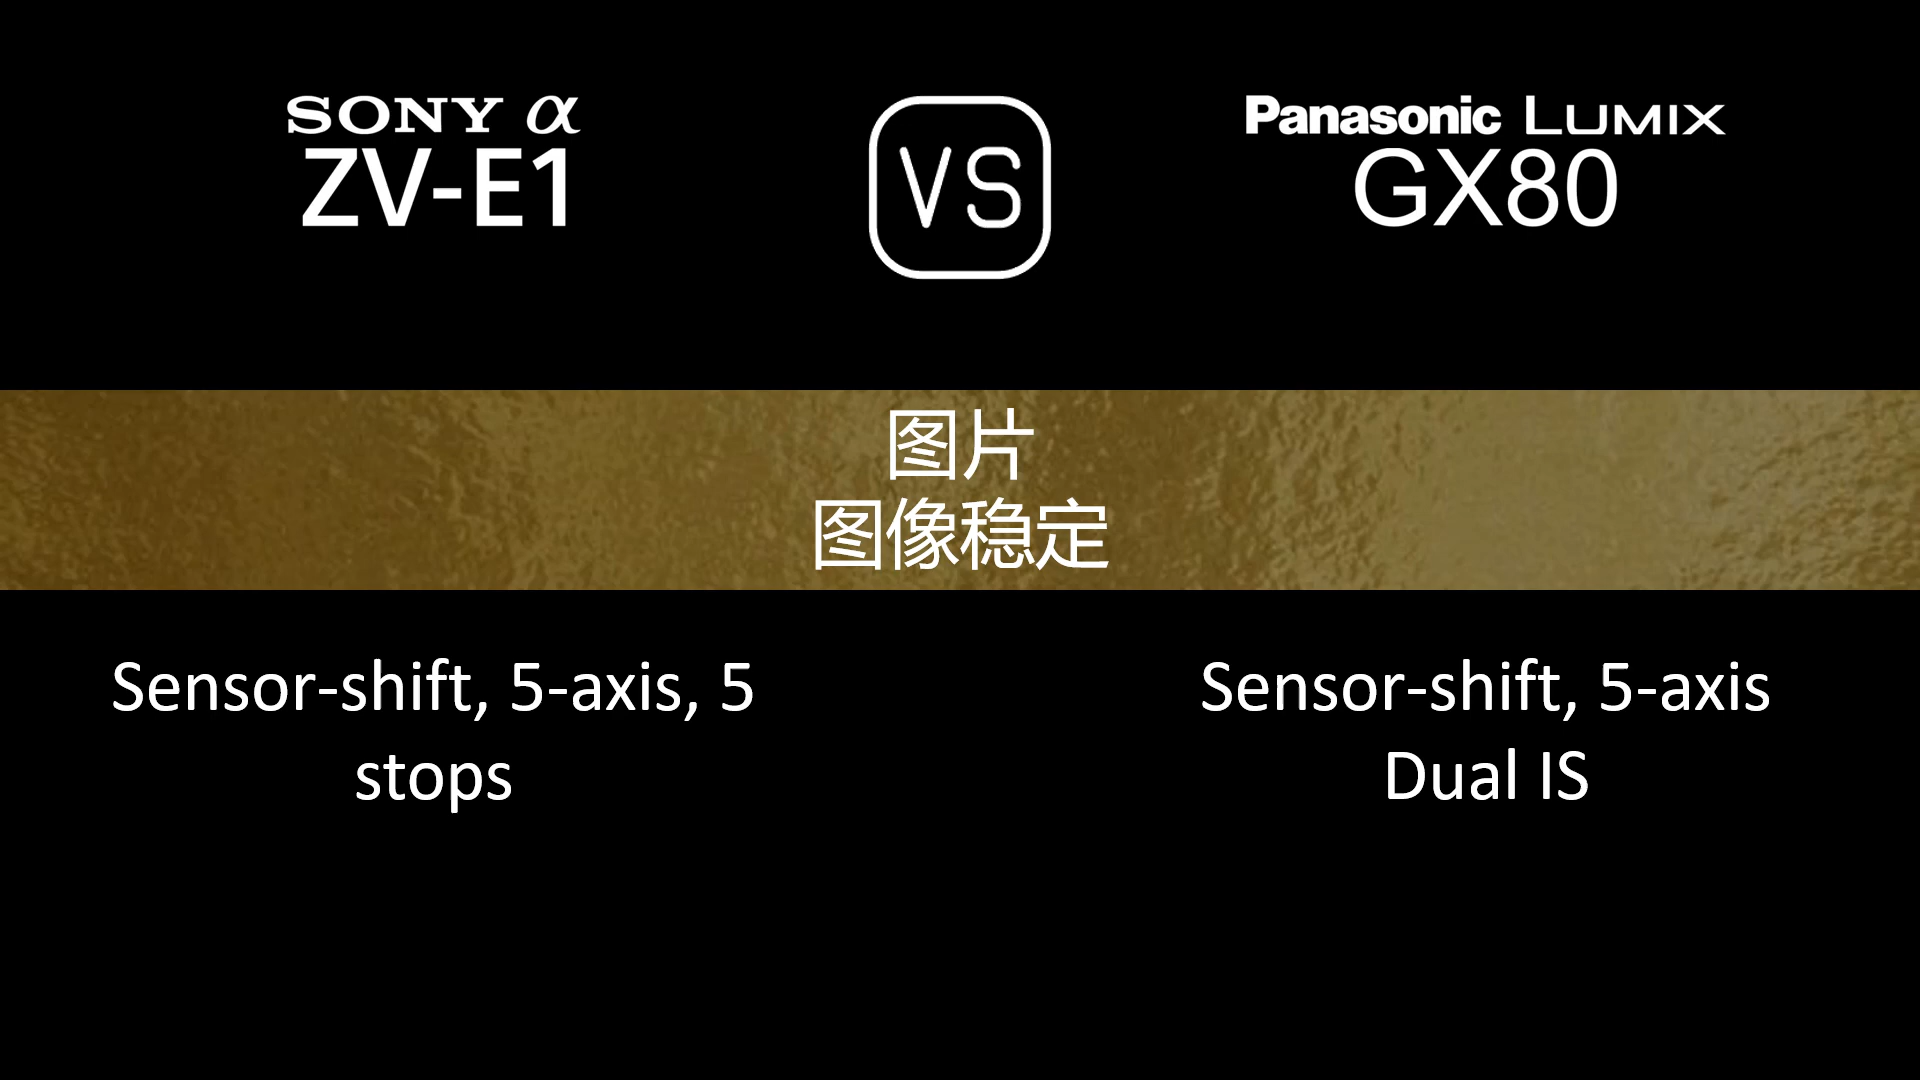 SONY α
ZV-E1
VS
Panasonic LUMIX
GX80
图片
图像稳定
Sensor-shift, 5-axis, 5
stops
Sensor-shift, 5-axis
Dual IS